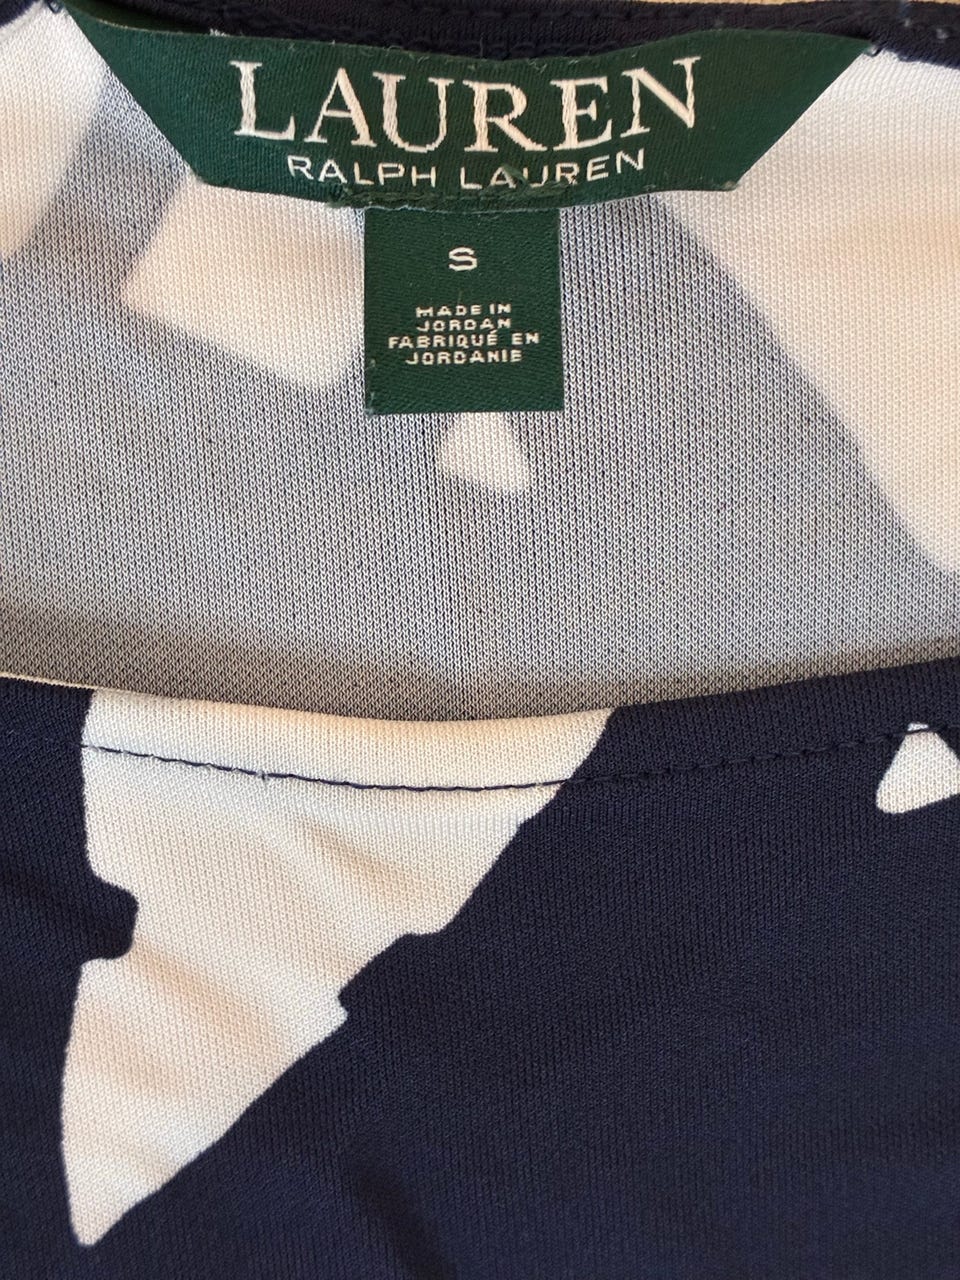 LAUREN
RALPH LAUREN
S
MADE IN
JORDAN
FABRIQUÉ EN
JORDANIE